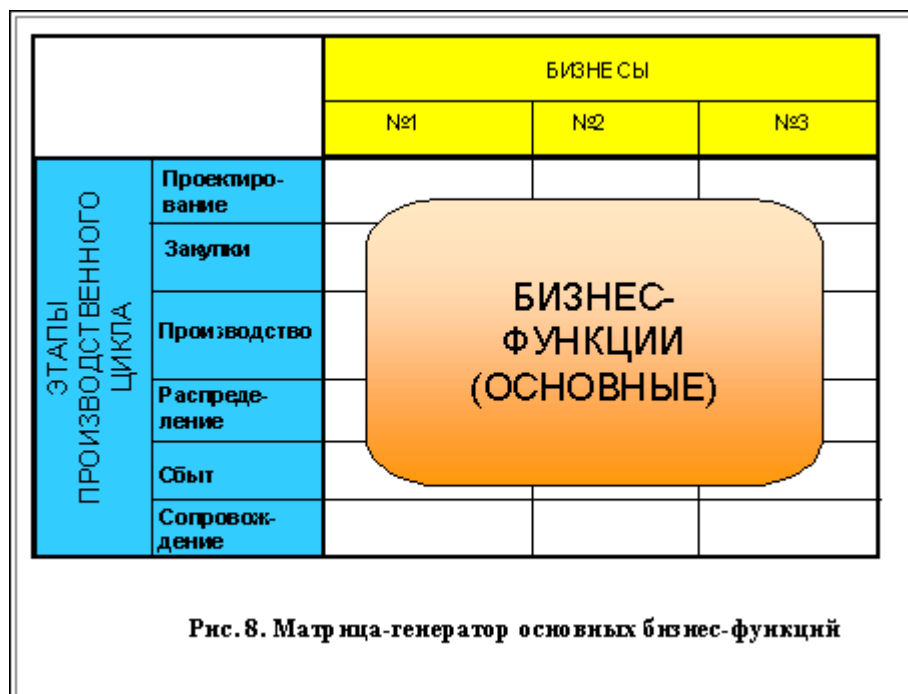 БИЗНЕСЫ
№1 №2 №3
ЭТАПЫ
ПРОИЗВОДСТВЕННОГО
ЦИКЛА
Проектиро-
вание
Закупки
Производство
Распреде-
ление
Сбыт
Сопровож-
дение
БИЗНЕС-
ФУНКЦИИ
(ОСНОВНЫЕ)
Рис. 8. Матрица-генератор основных бизнес-функций